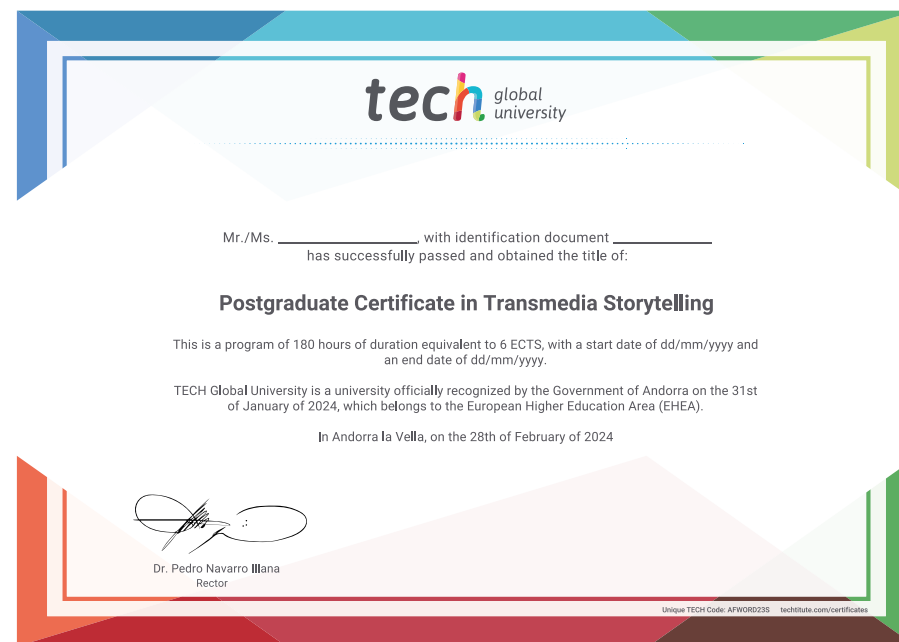 tech global university
Mr./Ms. ____________________, with identification document ______________
has successfully passed and obtained the title of:
Postgraduate Certificate in Transmedia Storytelling
This is a program of 180 hours of duration equivalent to 6 ECTS, with a start date of dd/mm/yyyy and
an end date of dd/mm/yyyy.
TECH Global University is a university officially recognized by the Government of Andorra on the 31st
of January of 2024, which belongs to the European Higher Education Area (EHEA).
In Andorra la Vella, on the 28th of February of 2024
Dr. Pedro Navarro Illana
Rector
Unique TECH Code: AFWORD23S techtitute.com/certificates